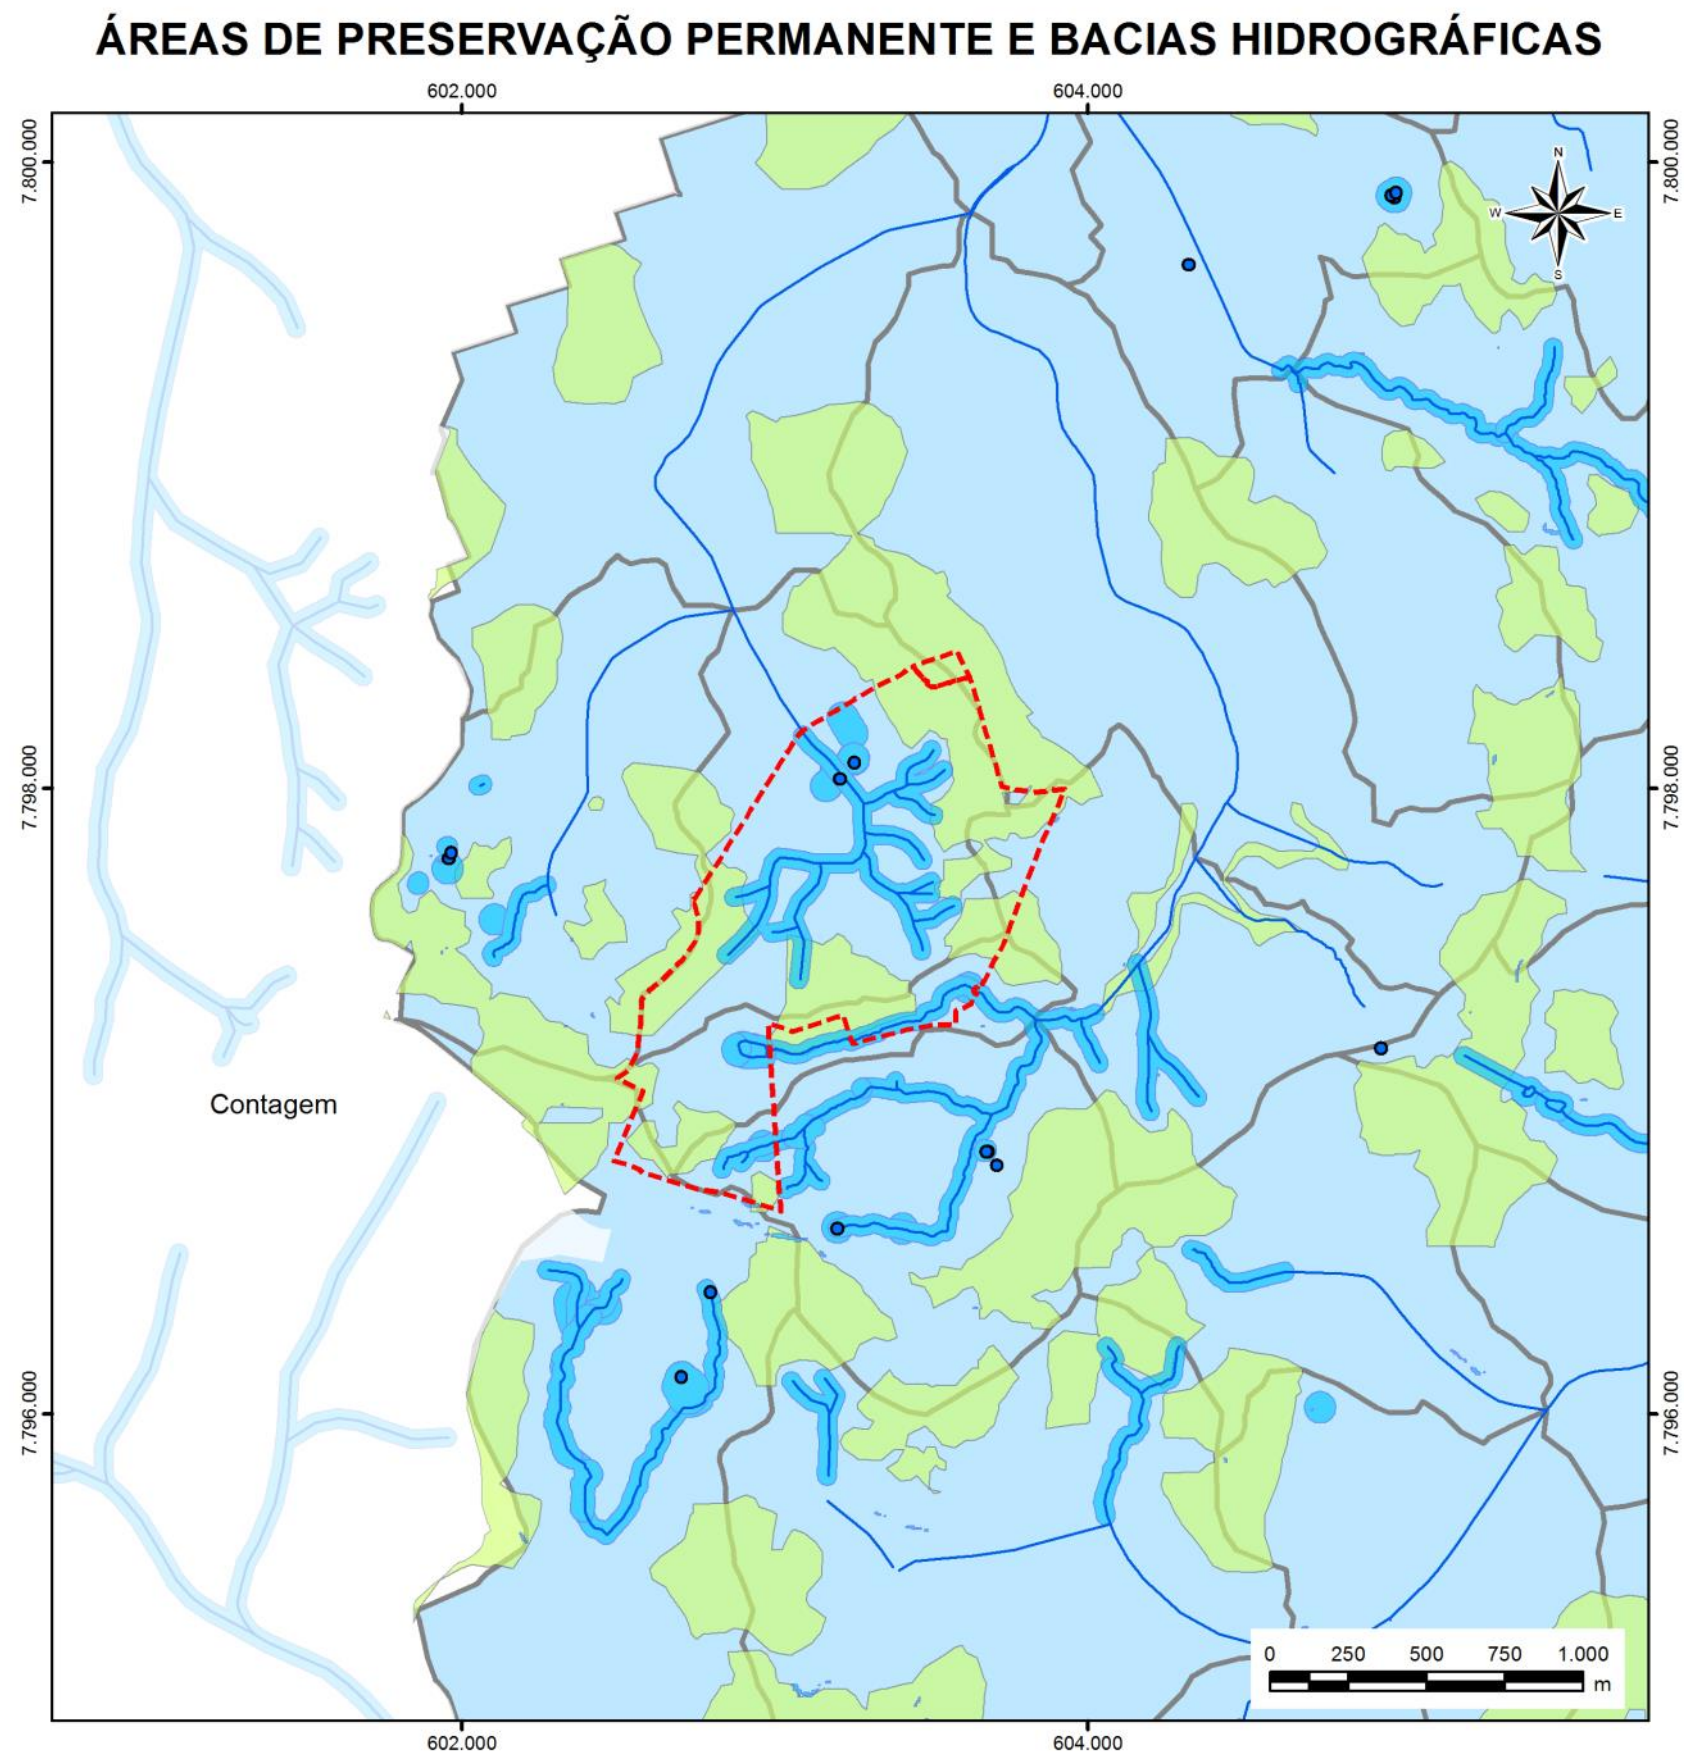 ÁREAS DE PRESERVAÇÃO PERMANENTE E BACIAS HIDROGRÁFICAS
602.000 604.000
7.800.000 7.800.000
N
W E
S
7.798.000 7.798.000
Contagem
7.796.000 7.796.000
0 250 500 750 1.000
m
602.000 604.000